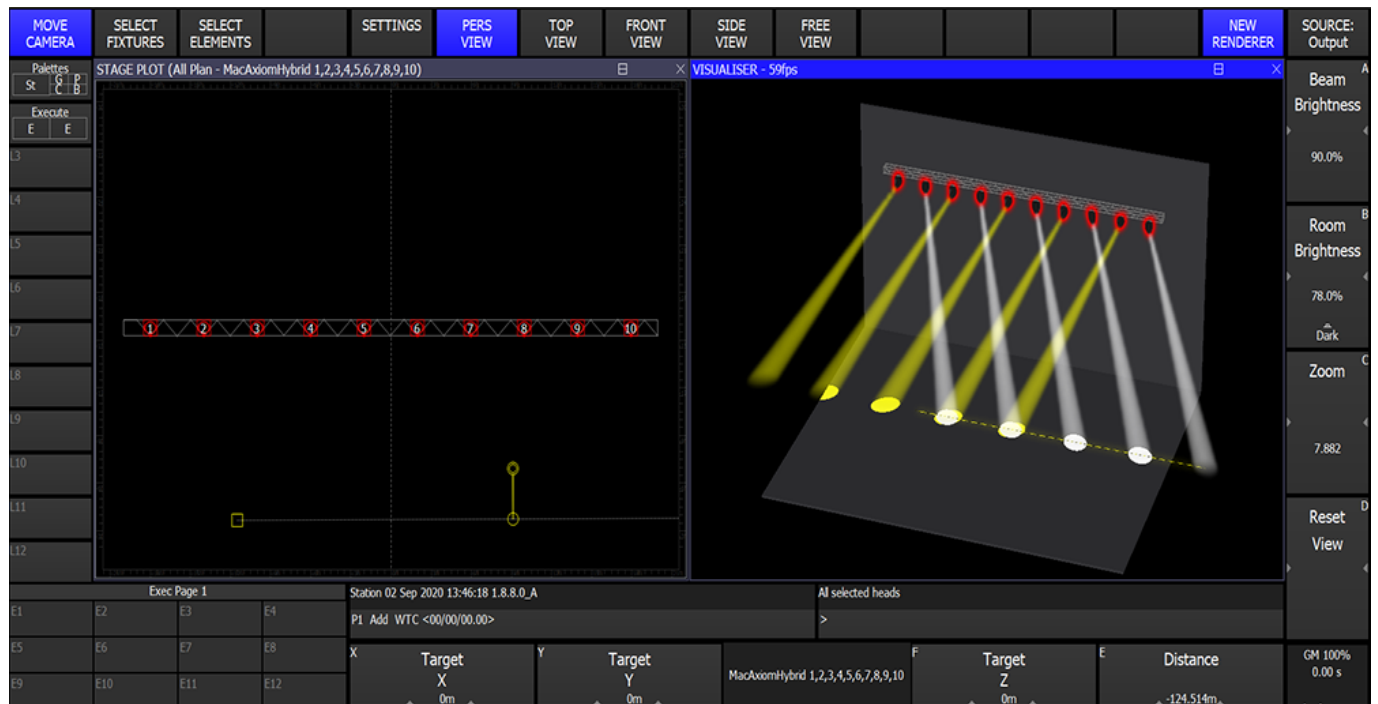 MOVE
CAMERA
SELECT
FIXTURES
SELECT
ELEMENTS
SETTINGS
PERS
VIEW
TOP
VIEW
FRONT
VIEW
SIDE
VIEW
FREE
VIEW
NEW
RENDERER
SOURCE:
Output
Palettes
St
G P
C B
Execute
E E
L3
L4
L5
L6
L7
L8
L9
L10
L11
L12
STAGE PLOT (All Plan - MacAxiomHybrid 1,2,3,4,5,6,7,8,9,10)
1 2 3 4 5 6 7 8 9 10
VISUALISER - 59fps
A
Beam
Brightness
90.0%
B
Room
Brightness
78.0%
Dark
C
Zoom
7.882
D
Reset
View
Exec Page 1
E1 E2 E3 E4
E5 E6 E7 E8
E9 E10 E11 E12
Station 02 Sep 2020 13:46:18 1.8.8.0_A
P1 Add WTC <00/00/00.00>
All selected heads
>
X
Target
X
0m
Y
Target
Y
0m
MacAxiomHybrid 1,2,3,4,5,6,7,8,9,10
F
Target
Z
0m
E
Distance
-124.514m
GM 100%
0.00 s